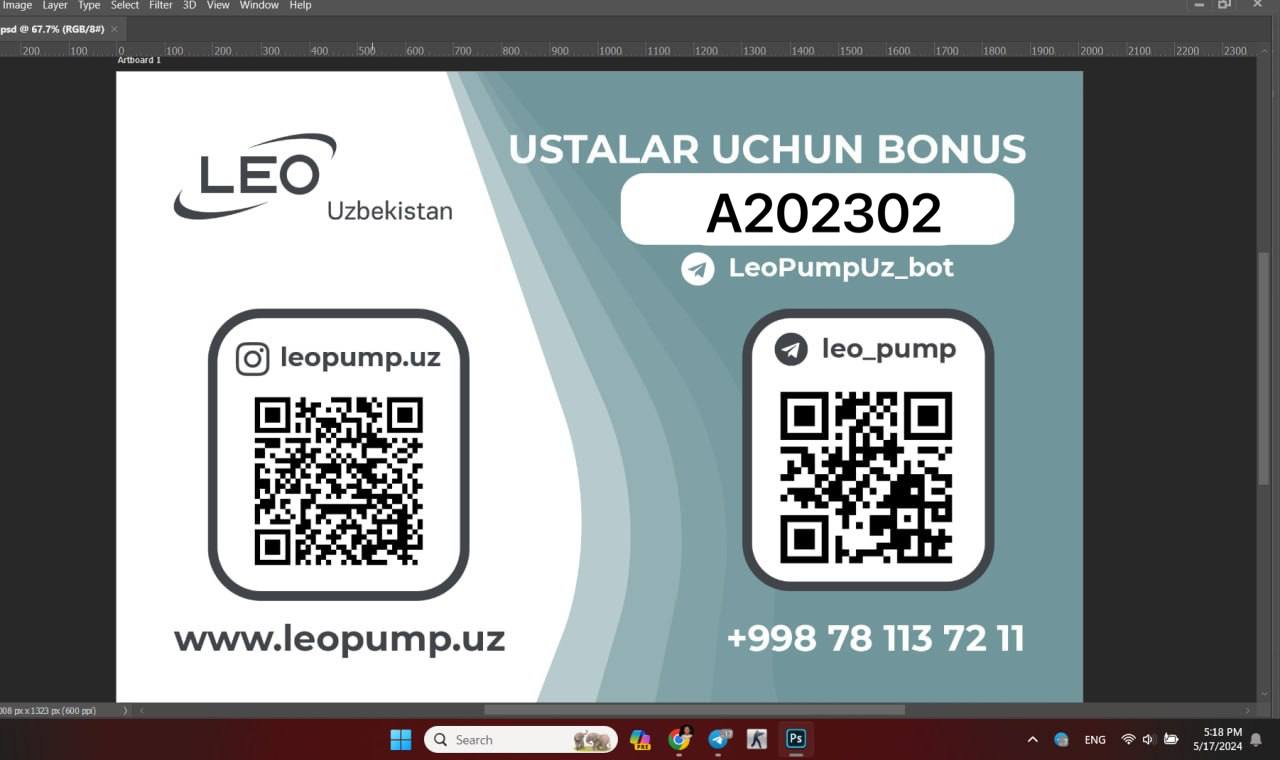 Image Layer Type Select Filter 3D View Window Help
psd @ 67.7% (RGB/8#) ×
200 100 0 100 200 300 400 500 600 700 800 900 1000 1100 1200 1300 1400 1500 1600 1700 1800 1900 2000 2100 2200 2300
Artboard 1
LEO
Uzbekistan
USTALAR UCHUN BONUS
A202302
LeoPumpUz_bot
leopump.uz
leo_pump
www.leopump.uz
+998 78 113 72 11
008 px x 1323 px (600 ppi)
Search
PRE
Ps
ENG
5:18 PM
5/17/2024